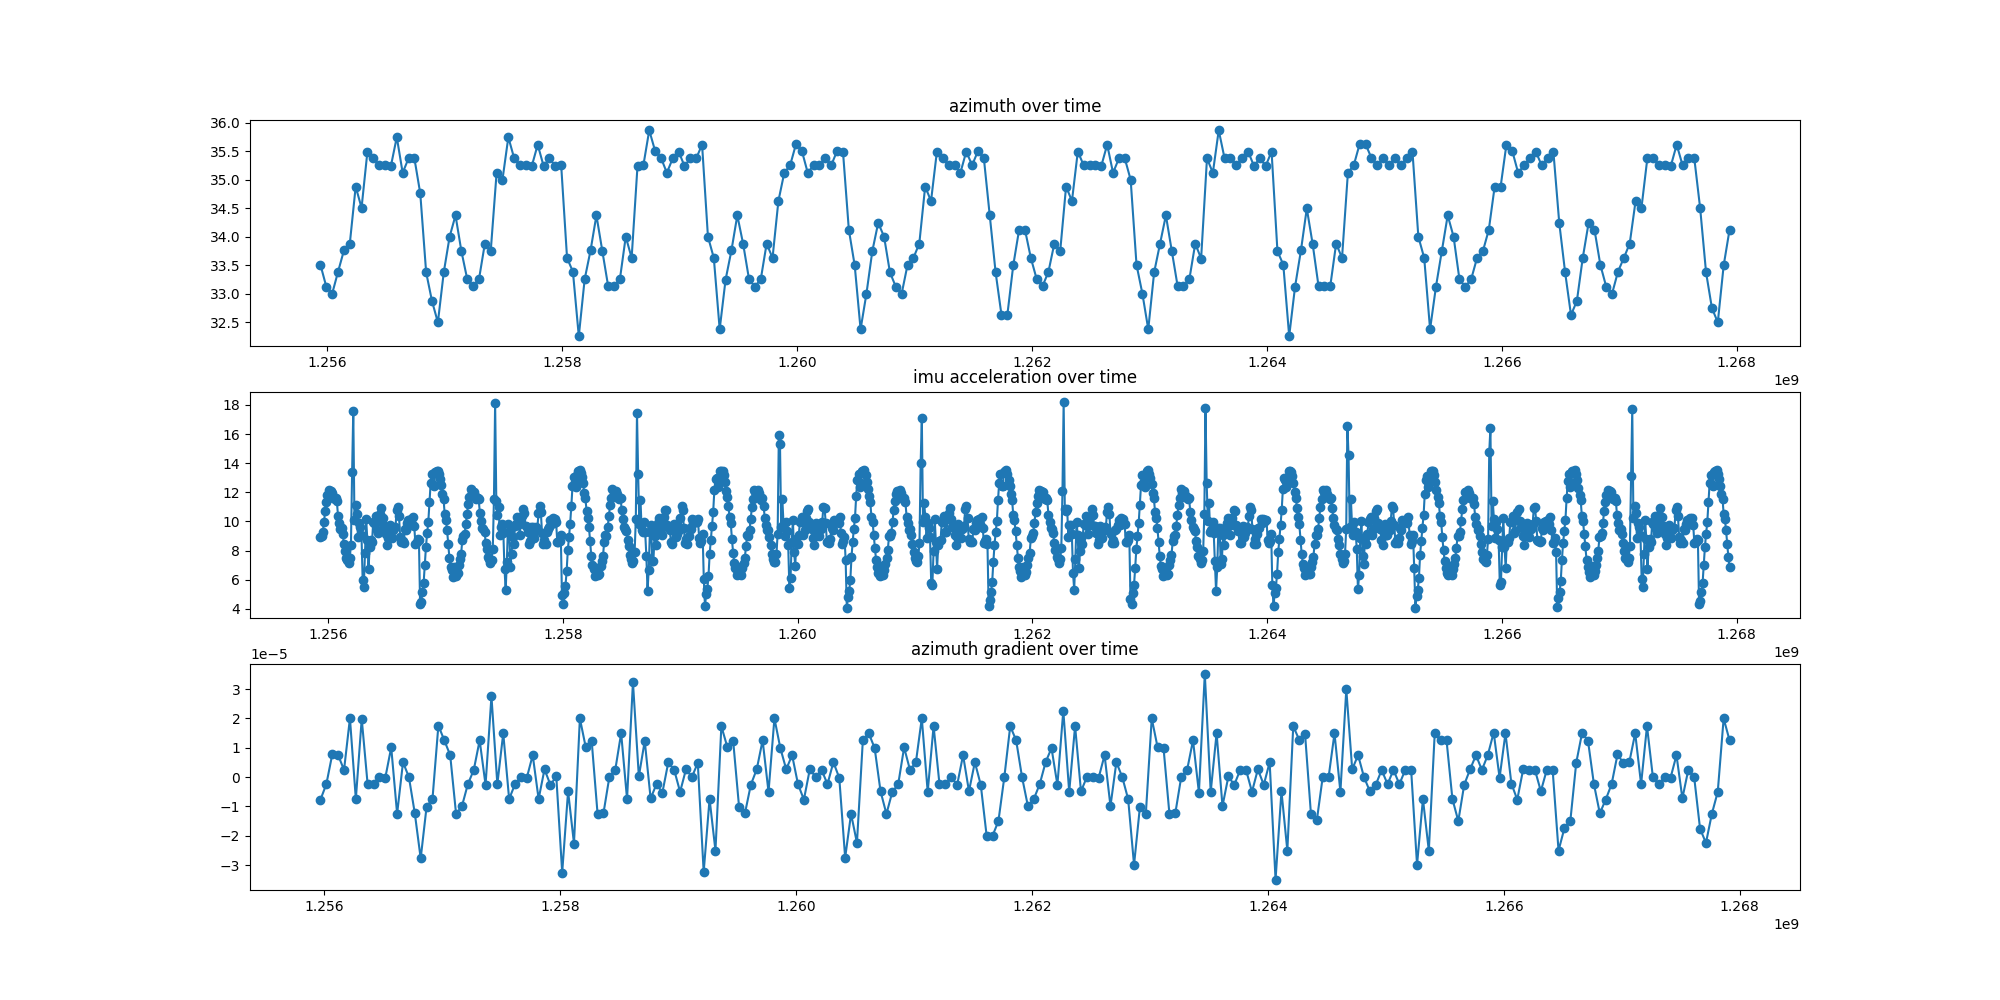 azimuth over time
36.0
35.5
35.0
34.5
34.0
33.5
33.0
32.5
1.256 1.258 1.260 1.262 1.264 1.266 1.268
1e9
imu acceleration over time
18
16
14
12
10
8
6
4
1.256 1.258 1.260 1.262 1.264 1.266 1.268
1e9
azimuth gradient over time
1e−5
3
2
1
0
−1
−2
−3
1.256 1.258 1.260 1.262 1.264 1.266 1.268
1e9